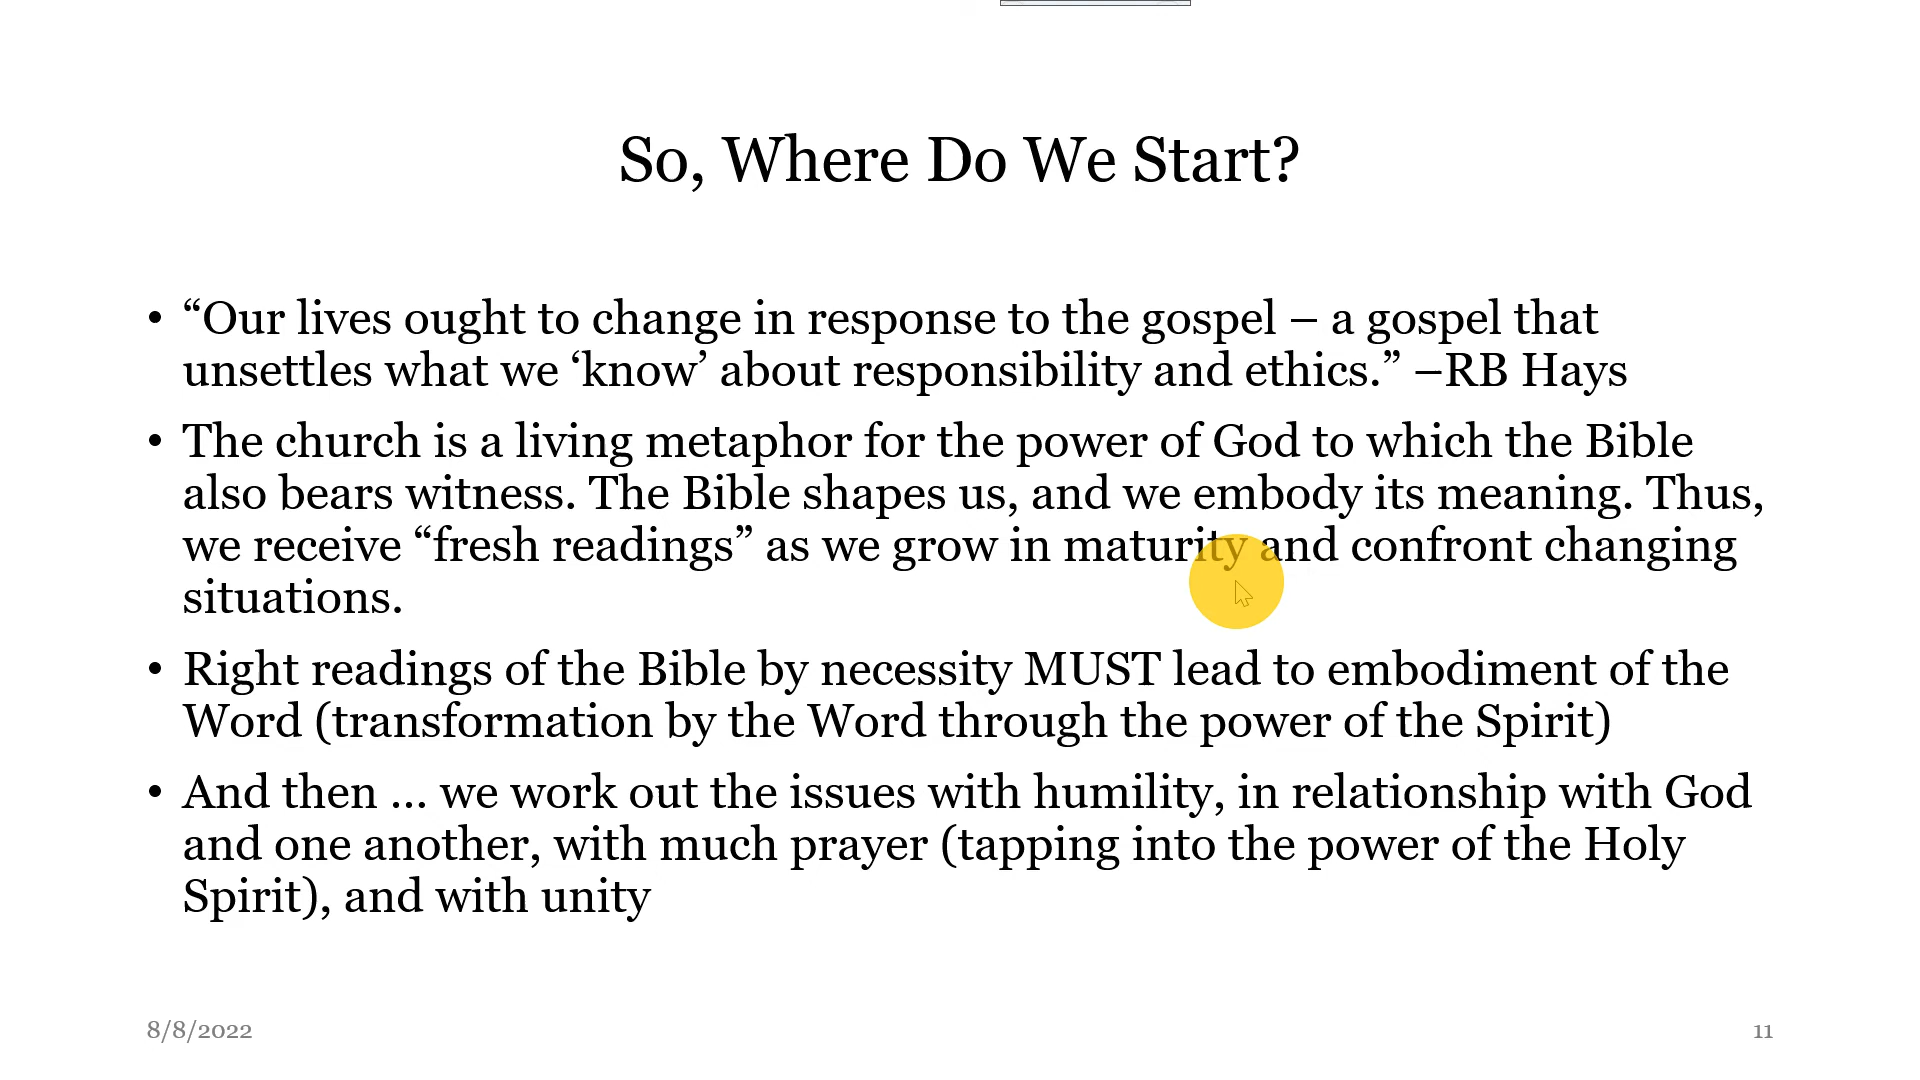 So, Where Do We Start?
• “Our lives ought to change in response to the gospel – a gospel that
unsettles what we ‘know’ about responsibility and ethics.” –RB Hays
• The church is a living metaphor for the power of God to which the Bible
also bears witness. The Bible shapes us, and we embody its meaning. Thus,
we receive “fresh readings” as we grow in maturity and confront changing
situations.
• Right readings of the Bible by necessity MUST lead to embodiment of the
Word (transformation by the Word through the power of the Spirit)
• And then … we work out the issues with humility, in relationship with God
and one another, with much prayer (tapping into the power of the Holy
Spirit), and with unity
8/8/2022
11